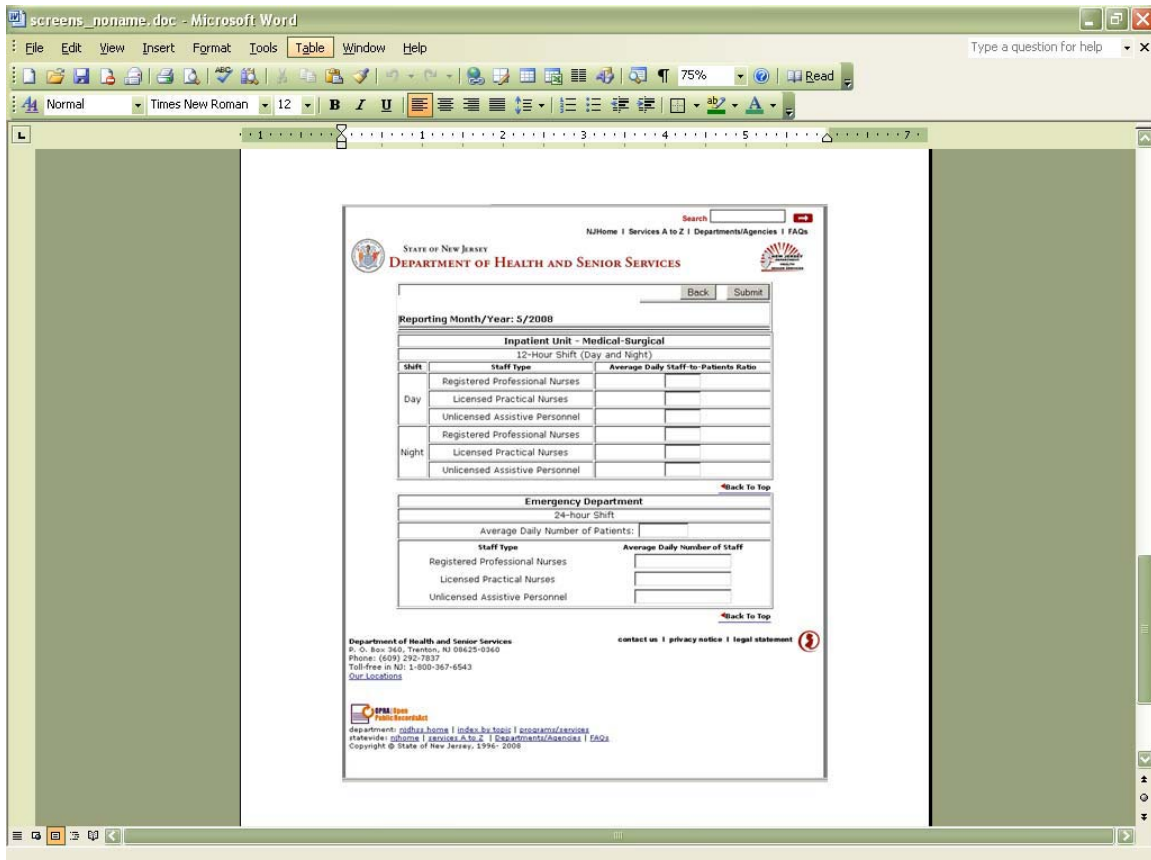 screens_noname.doc - Microsoft Word
File Edit View Insert Format Tools Table Window Help Type a question for help
75% Read
Normal Times New Roman 12 B I U A
1 1 2 3 4 5 7
Search
NJHome | Services A to Z | Departments/Agencies | FAQs
STATE OF NEW JERSEY
DEPARTMENT OF HEALTH AND SENIOR SERVICES
Back Submit
Reporting Month/Year: 5/2008
Inpatient Unit - Medical-Surgical
12-Hour Shift (Day and Night)
Shift Staff Type Average Daily Staff-to-Patients Ratio
Day
Registered Professional Nurses
Licensed Practical Nurses
Unlicensed Assistive Personnel
Night
Registered Professional Nurses
Licensed Practical Nurses
Unlicensed Assistive Personnel
Back To Top
Emergency Department
24-hour Shift
Average Daily Number of Patients:
Staff Type Average Daily Number of Staff
Registered Professional Nurses
Licensed Practical Nurses
Unlicensed Assistive Personnel
Back To Top
Department of Health and Senior Services contact us | privacy notice | legal statement
P. O. Box 360, Trenton, NJ 08625-0360
Phone: (609) 292-7837
Toll-free in NJ: 1-800-367-6543
Our Locations
OPRA: Open
Public Records Act
department: njdhss home | index by topic | programs/services
statewide: njhome | services A to Z | Departments/Agencies | FAQs
Copyright © State of New Jersey, 1996- 2008